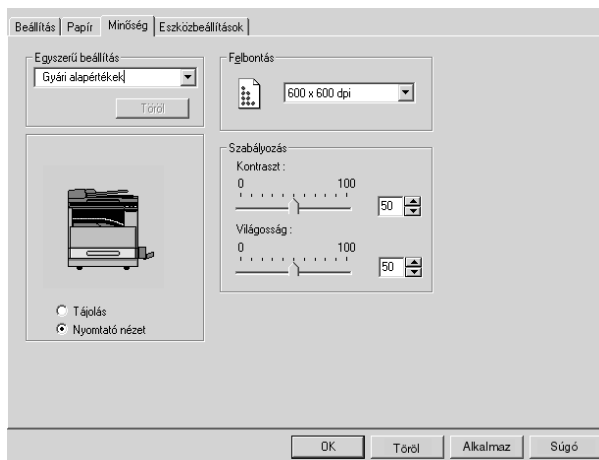 Beállítás Papír Minőség Eszközbeállítások
Egyszerű beállítás
Gyári alapértékek
Töröl
Tájolás
Nyomtató nézet
Felbontás
600 x 600 dpi
Szabályozás
Kontraszt :
0 100
50
Világosság :
0 100
50
OK Töröl Alkalmaz Súgó